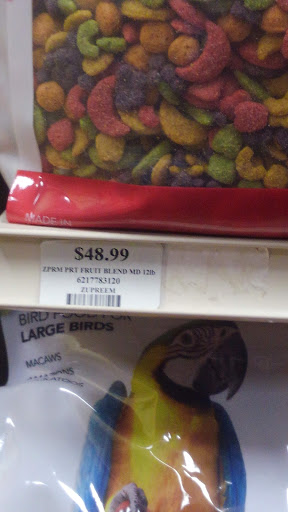 MADE IN
$48.99
ZPRM PRT FRUIT BLEND MD 12lb
6217783120
ZUPREEM
BIRD FOOD FOR
LARGE BIRDS
MACAWS